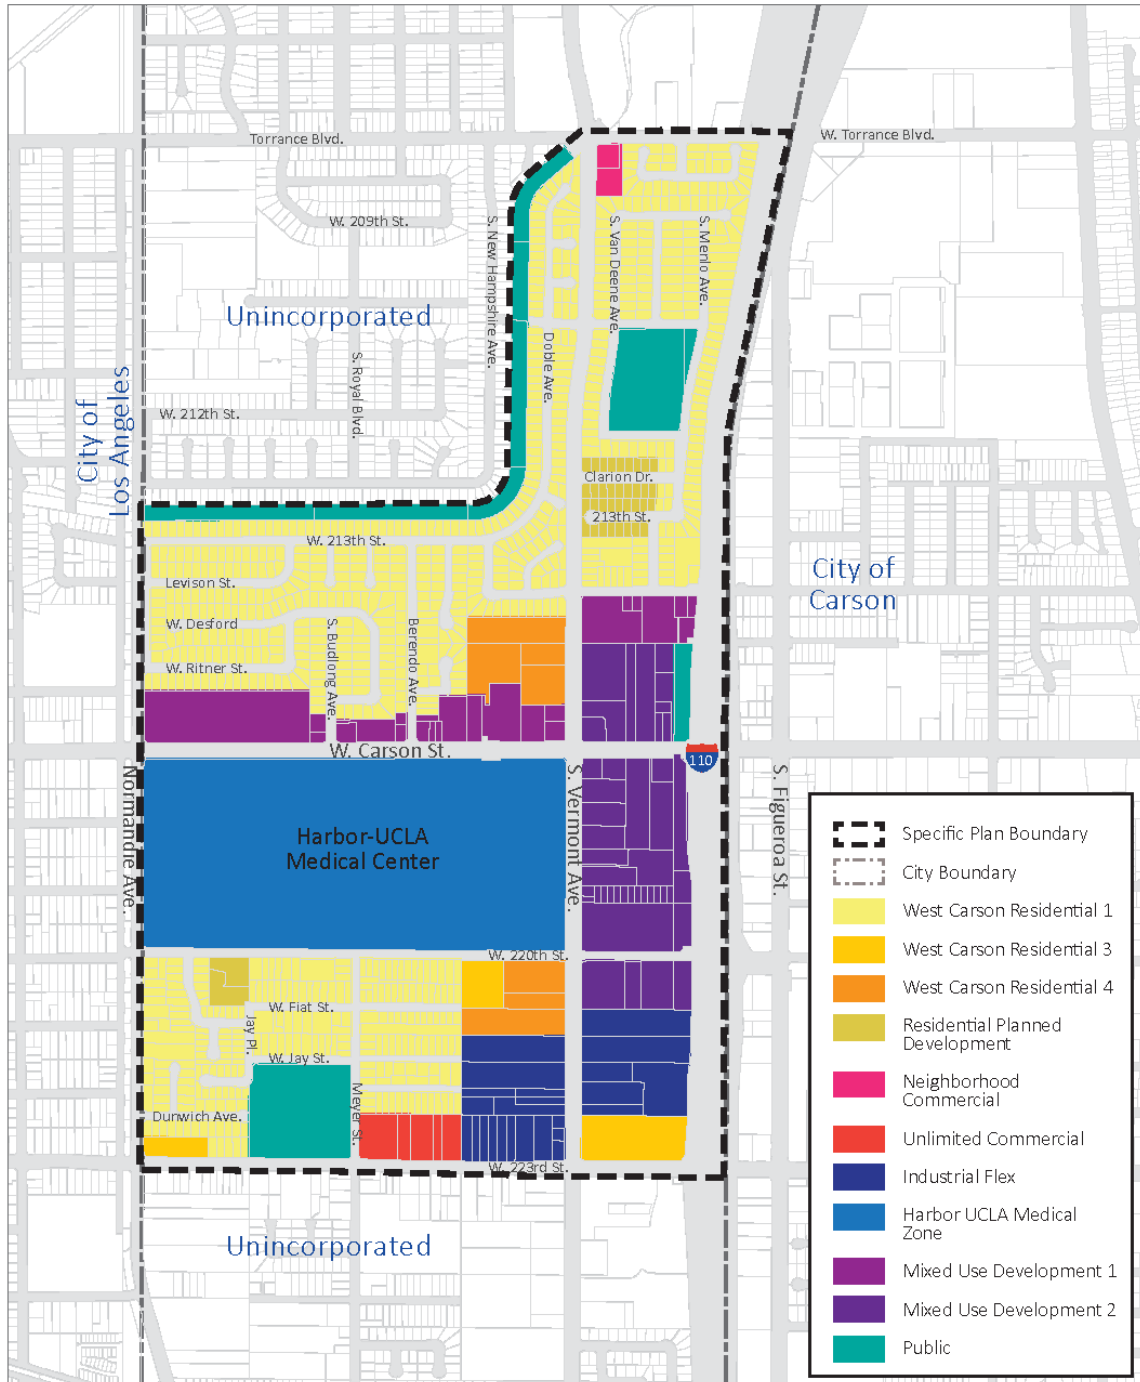 Torrance Blvd.
W. Torrance Blvd.
W. 209th St.
S. New Hampshire Ave.
S. Van Deene Ave.
S. Menlo Ave.
Unincorporated
Doble Ave.
S. Royal Blvd.
City of
Los Angeles
W. 212th St.
Clarion Dr.
213th St.
W. 213th St.
City of
Carson
Levison St.
W. Desford
S. Budlong Ave.
Berendo Ave.
W. Ritner St.
W. Carson St.
110
Normandie Ave.
S. Vermont Ave.
S. Figueroa St.
Harbor-UCLA
Medical Center
W. 220th St.
W. Fiat St.
Jay Pl.
W. Jay St.
Meyer St.
Dunwich Ave.
W. 223rd St.
Unincorporated
Specific Plan Boundary
City Boundary
West Carson Residential 1
West Carson Residential 3
West Carson Residential 4
Residential Planned
Development
Neighborhood
Commercial
Unlimited Commercial
Industrial Flex
Harbor UCLA Medical
Zone
Mixed Use Development 1
Mixed Use Development 2
Public